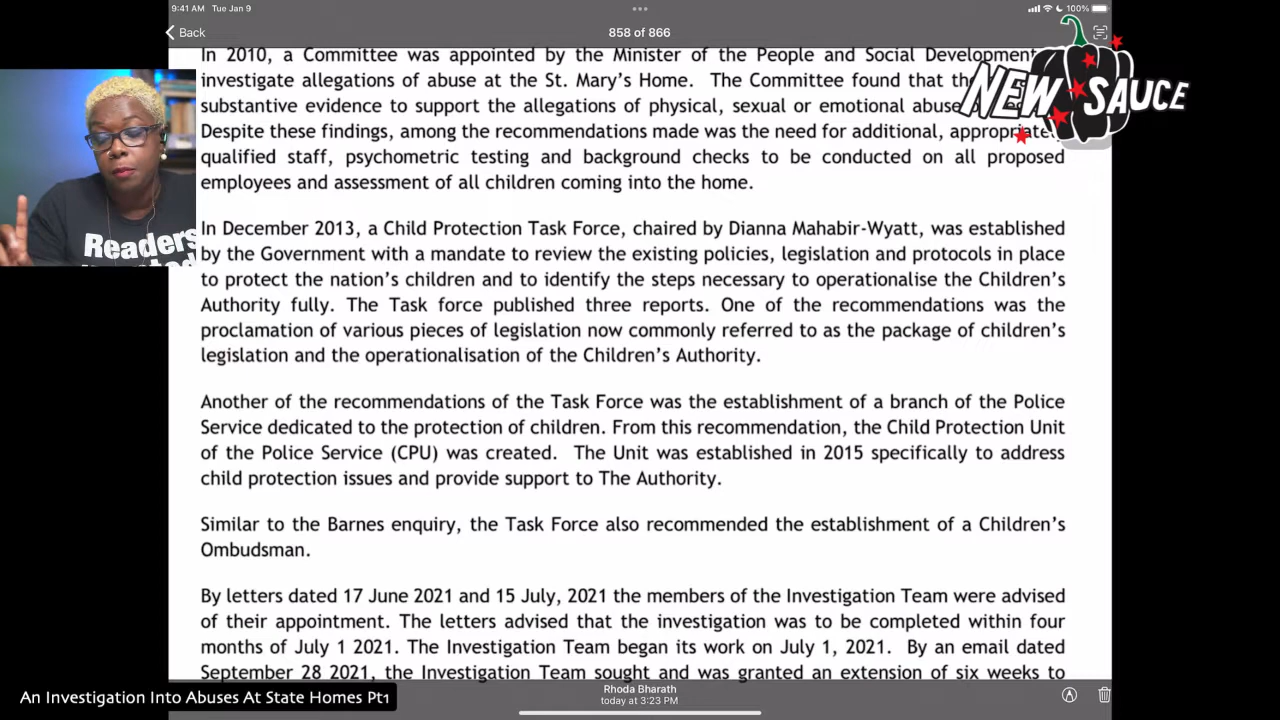 9:41 AM Tue Jan 9
100%
Back
858 of 866
NEW SAUCE
In 2010, a Committee was appointed by the Minister of the People and Social Development
investigate allegations of abuse at the St. Mary's Home. The Committee found that
substantive evidence to support the allegations of physical, sexual or emotional abuse
Despite these findings, among the recommendations made was the need for additional, appropriately
qualified staff, psychometric testing and background checks to be conducted on all proposed
employees and assessment of all children coming into the home.
In December 2013, a Child Protection Task Force, chaired by Dianna Mahabir-Wyatt, was established
by the Government with a mandate to review the existing policies, legislation and protocols in place
to protect the nation's children and to identify the steps necessary to operationalise the Children's
Authority fully. The Task force published three reports. One of the recommendations was the
proclamation of various pieces of legislation now commonly referred to as the package of children's
legislation and the operationalisation of the Children's Authority.
Another of the recommendations of the Task Force was the establishment of a branch of the Police
Service dedicated to the protection of children. From this recommendation, the Child Protection Unit
of the Police Service (CPU) was created. The Unit was established in 2015 specifically to address
child protection issues and provide support to The Authority.
Similar to the Barnes enquiry, the Task Force also recommended the establishment of a Children's
Ombudsman.
By letters dated 17 June 2021 and 15 July, 2021 the members of the Investigation Team were advised
of their appointment. The letters advised that the investigation was to be completed within four
months of July 1 2021. The Investigation Team began its work on July 1, 2021. By an email dated
September 28 2021, the Investigation Team sought and was granted an extension of six weeks to
Readers
Rhoda Bharath
today at 3:23 PM
An Investigation Into Abuses At State Homes Pt1